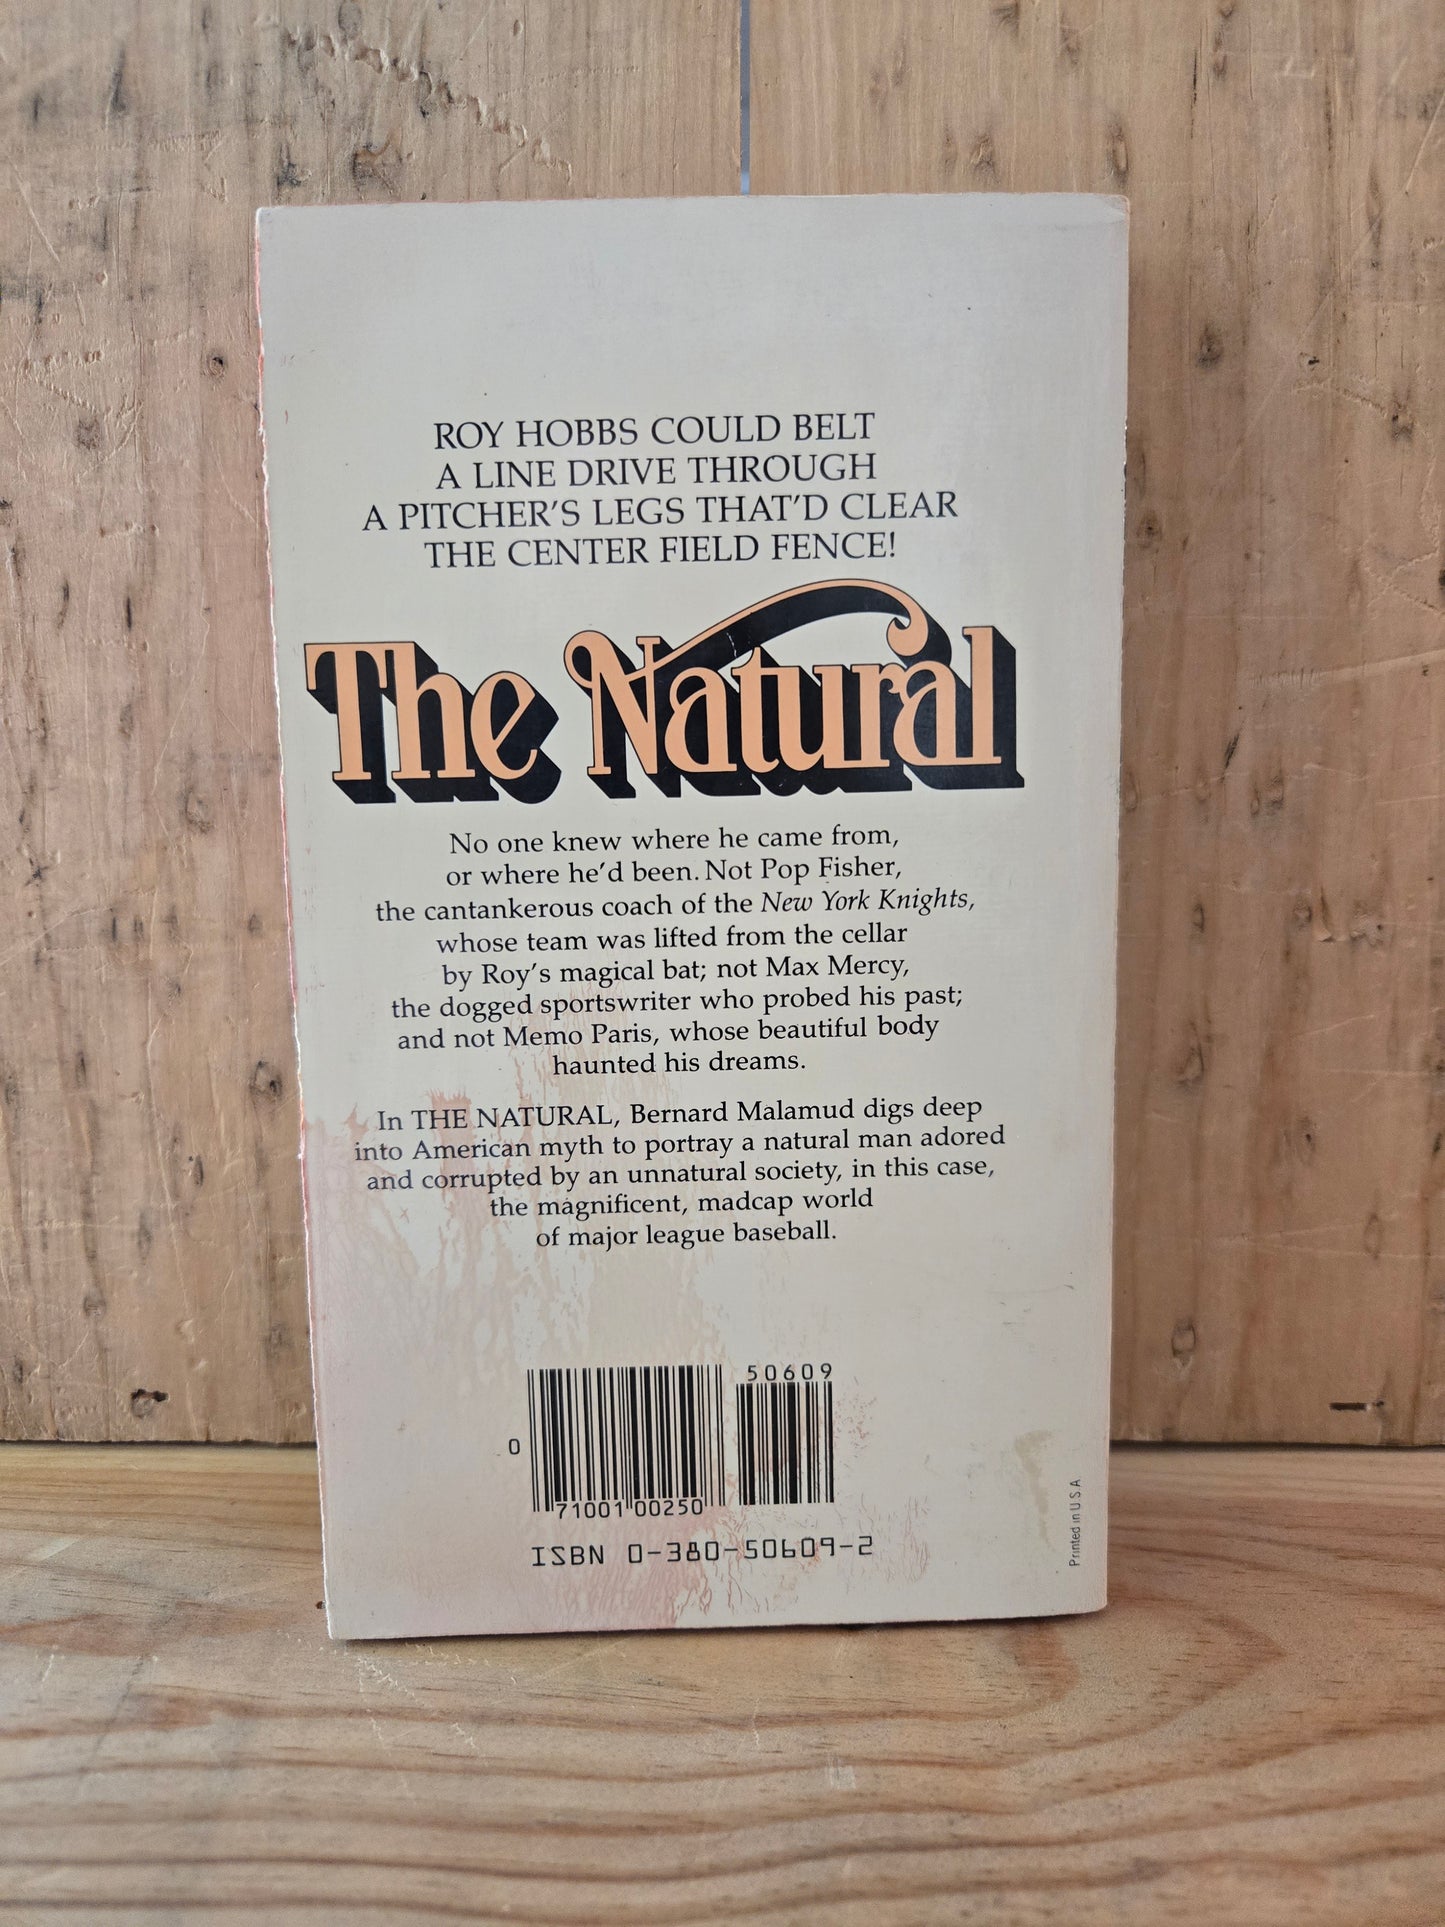 ROY HOBBS COULD BELT
A LINE DRIVE THROUGH
A PITCHER'S LEGS THAT'D CLEAR
THE CENTER FIELD FENCE!
The Natural
No one knew where he came from,
or where he'd been. Not Pop Fisher,
the cantankerous coach of the New York Knights,
whose team was lifted from the cellar
by Roy's magical bat; not Max Mercy,
the dogged sportswriter who probed his past;
and not Memo Paris, whose beautiful body
haunted his dreams.
In THE NATURAL, Bernard Malamud digs deep
into American myth to portray a natural man adored
and corrupted by an unnatural society, in this case,
the magnificent, madcap world
of major league baseball.
50609
0
71001 00250
ISBN 0-380-50609-2
Printed in U S A